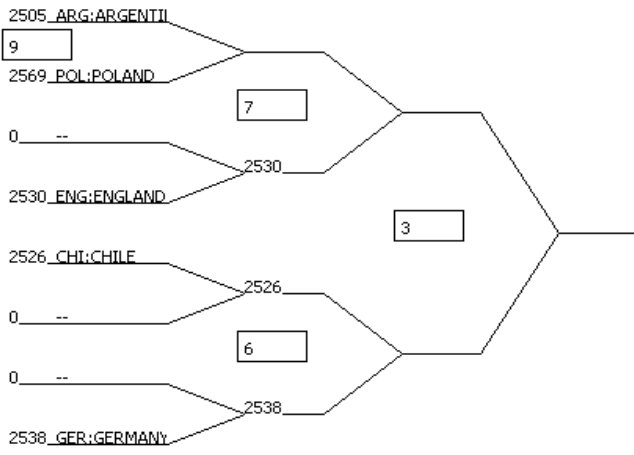 2505 ARG:ARGENTI
9
2569 POL:POLAND
7
0 --
2530
2530 ENG:ENGLAND
3
2526 CHI:CHILE
2526
0 --
6
0 --
2538
2538 GER:GERMANY